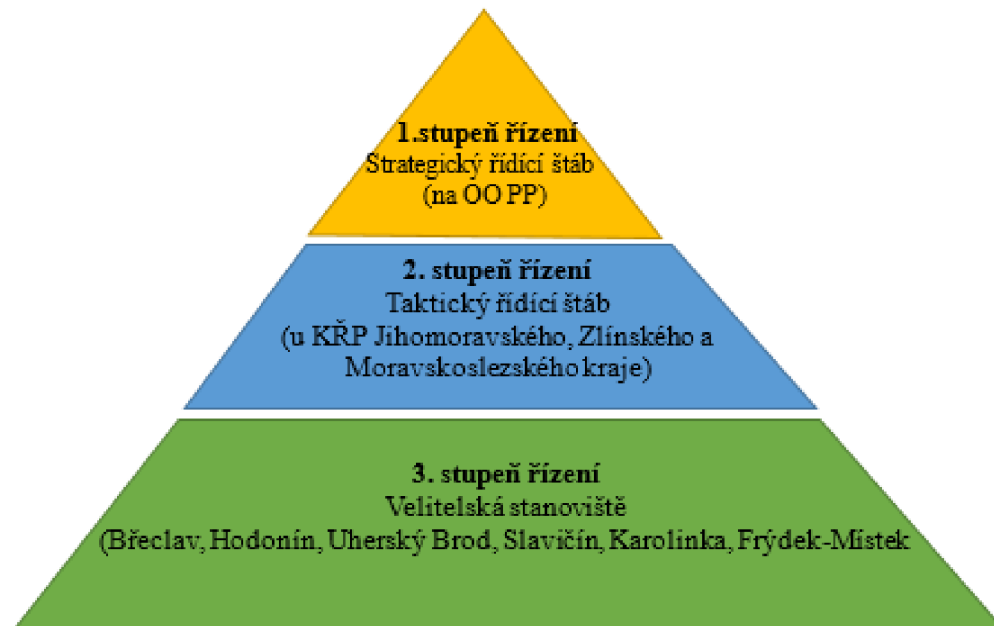 1.stupeň řízení
Strategický řídící štáb
(na OO PP)
2. stupeň řízení
Taktický řídící štáb
(u KŘP Jihomoravského, Zlínského a
Moravskoslezského kraje)
3. stupeň řízení
Velitelská stanoviště
(Břeclav, Hodonín, Uherský Brod, Slavičín, Karolinka, Frýdek-Místek